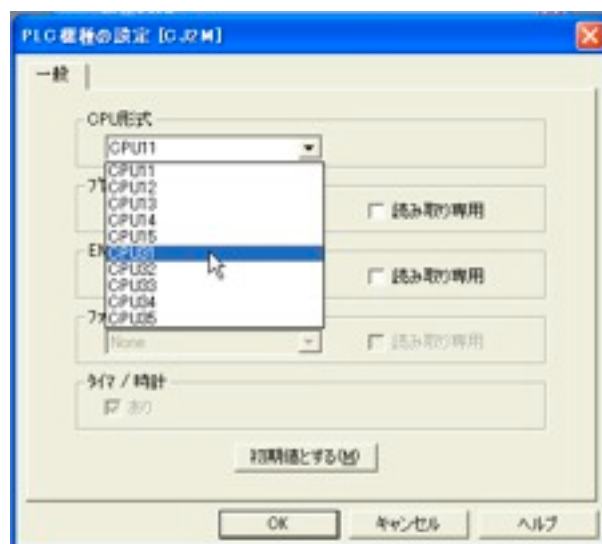 PLC機種の設定 [CJ2M]
一般
CPU形式
CPU11
CPU11
CPU12
CPU13
CPU14
CPU15
CPU31
CPU32
CPU33
CPU34
CPU35
読み取り専用
読み取り専用
None
読み取り専用
タイマ / 時計
あり
初期値とする(M)
OK
キャンセル
ヘルプ